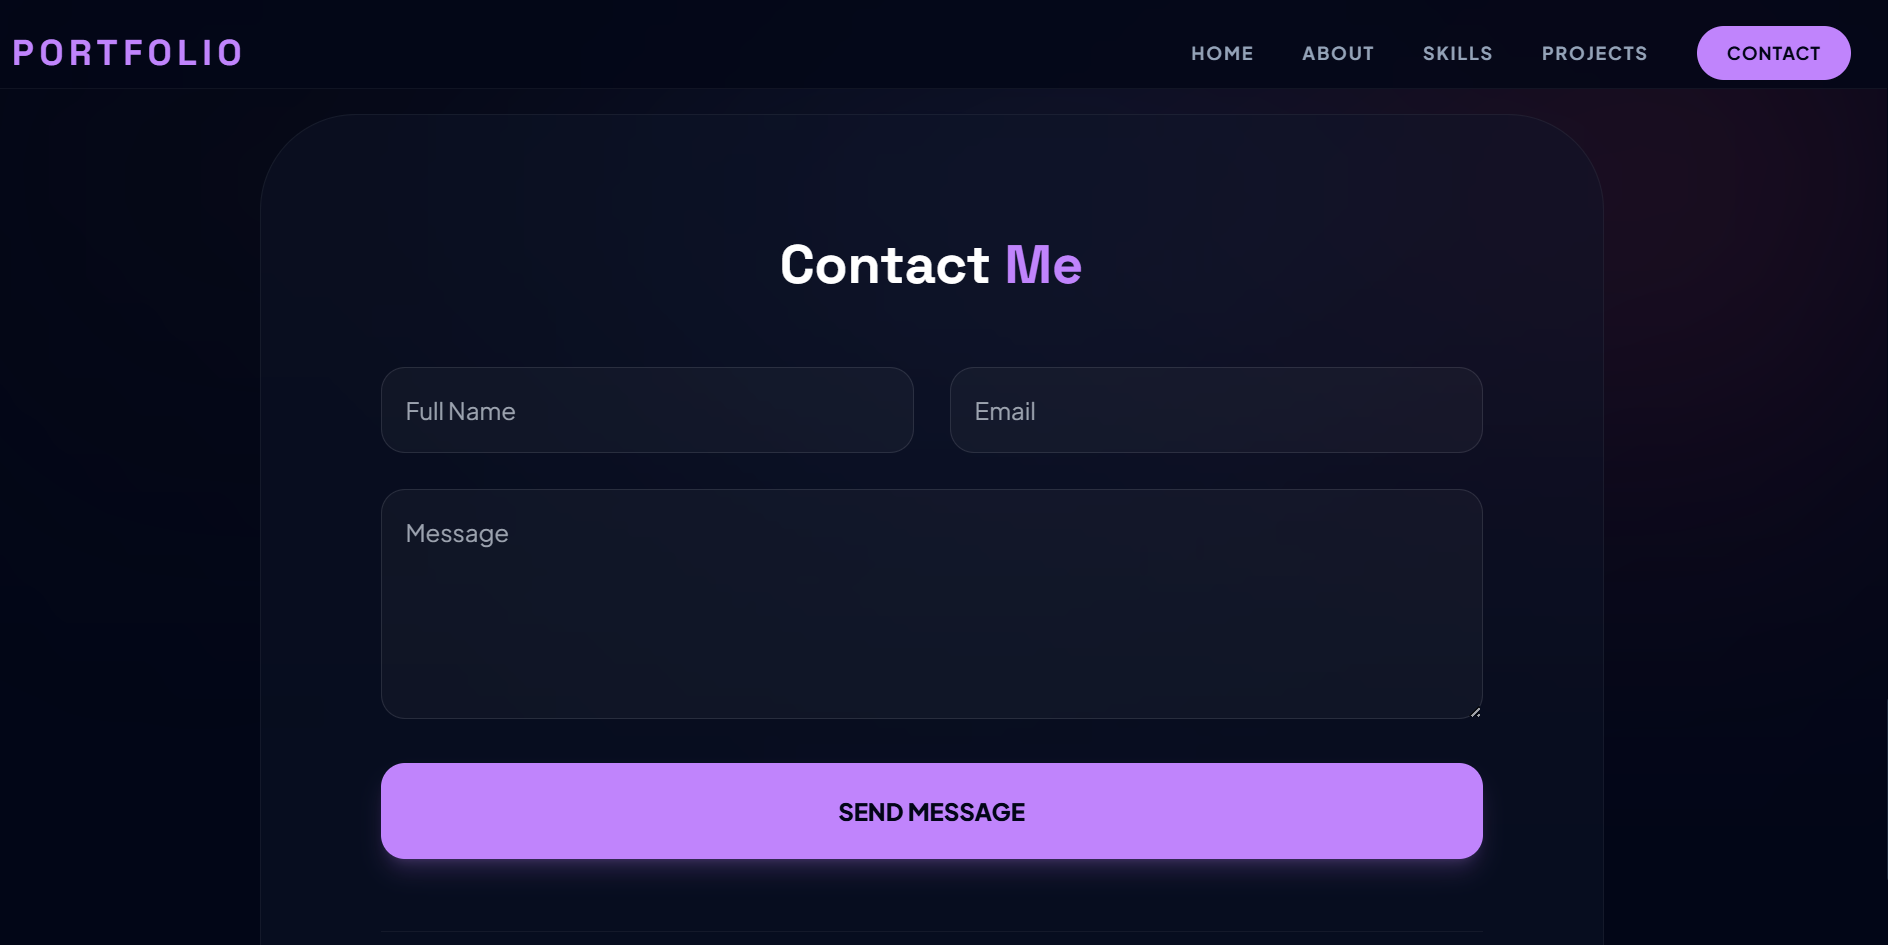 PORTFOLIO
HOME ABOUT SKILLS PROJECTS CONTACT
Contact Me
Full Name Email
Message
SEND MESSAGE